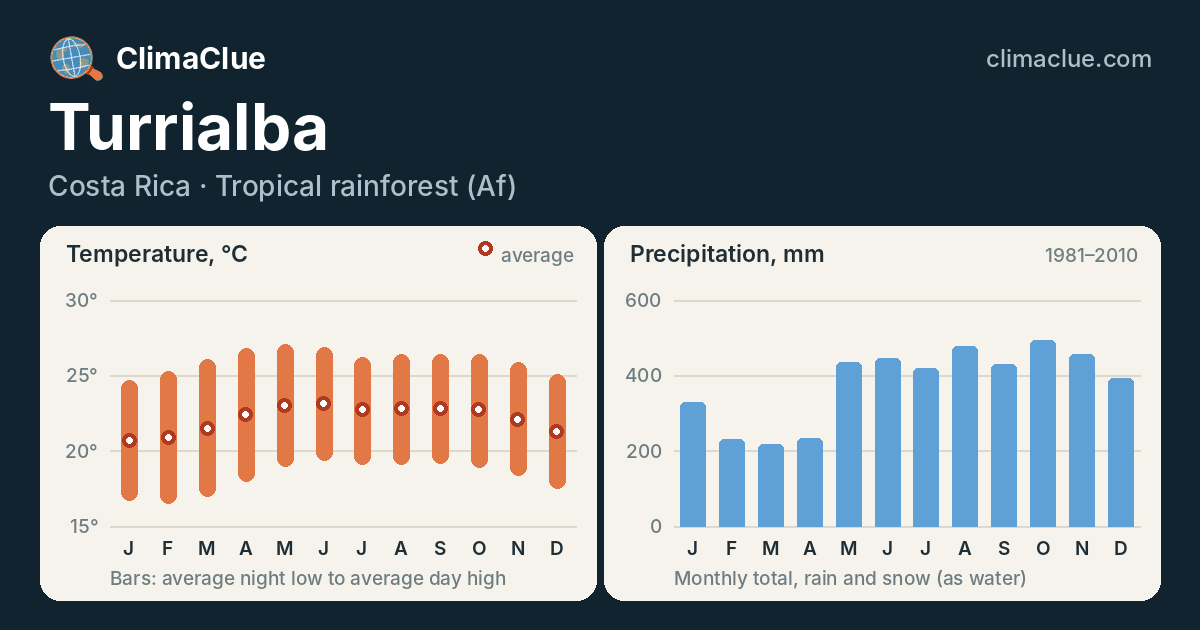 ClimaClue
climaclue.com
Turrialba
Costa Rica · Tropical rainforest (Af)
Temperature, °C
average
30°
25°
20°
15°
J F M A M J J A S O N D
Bars: average night low to average day high
Precipitation, mm
1981–2010
600
400
200
0
J F M A M J J A S O N D
Monthly total, rain and snow (as water)